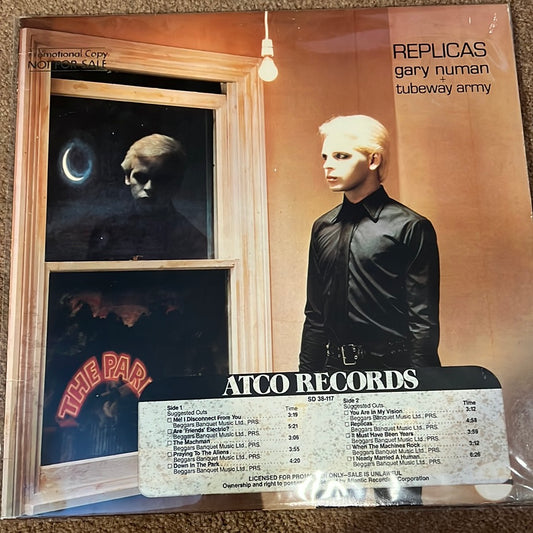 Promotional Copy
NOT FOR SALE
REPLICAS
gary numan
+
tubeway army
THE PAR
ATCO RECORDS
SD 38-117
Side 1
Suggested Cuts Time
Me! I Disconnect From You 3:19
Beggars Banquet Music Ltd., PRS.
Are 'Friends' Electric? 5:21
Beggars Banquet Music Ltd., PRS.
The Machman 3:06
Beggars Banquet Music Ltd., PRS.
Praying To The Aliens 3:55
Beggars Banquet Music Ltd., PRS.
Down In The Park 4:20
Beggars Banquet Music Ltd., PRS.
Side 2
Suggested Cuts Time
You Are In My Vision 3:12
Beggars Banquet Music Ltd., PRS.
Replicas 4:58
Beggars Banquet Music Ltd., PRS.
It Must Have Been Years 3:59
Beggars Banquet Music Ltd., PRS.
When The Machines Rock 3:12
Beggars Banquet Music Ltd., PRS.
I Nearly Married A Human 6:26
Beggars Banquet Music Ltd., PRS.
LICENSED FOR PROMO ONLY—SALE IS UNLAWFUL
Ownership and right to possess by Atlantic Recording Corporation